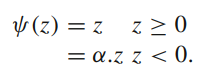 ψ(z) = z z ≥ 0
= α.z z < 0.